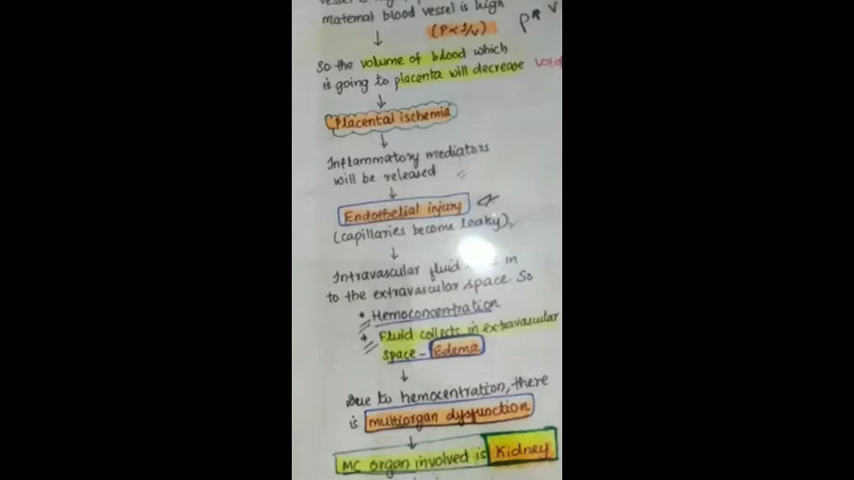 maternal blood vessel is high
(P∝1/v)
P V
So the volume of blood which
is going to placenta will decrease
Placental ischemia
Inflammatory mediators
will be released
Endothelial injury
(capillaries become leaky),
Intravascular fluid in
to the extravascular space so
* Hemoconcentration
* Fluid collects in extravascular
space - Edema
Due to hemocentration, there
is multiorgan dysfunction
MC organ involved is Kidney